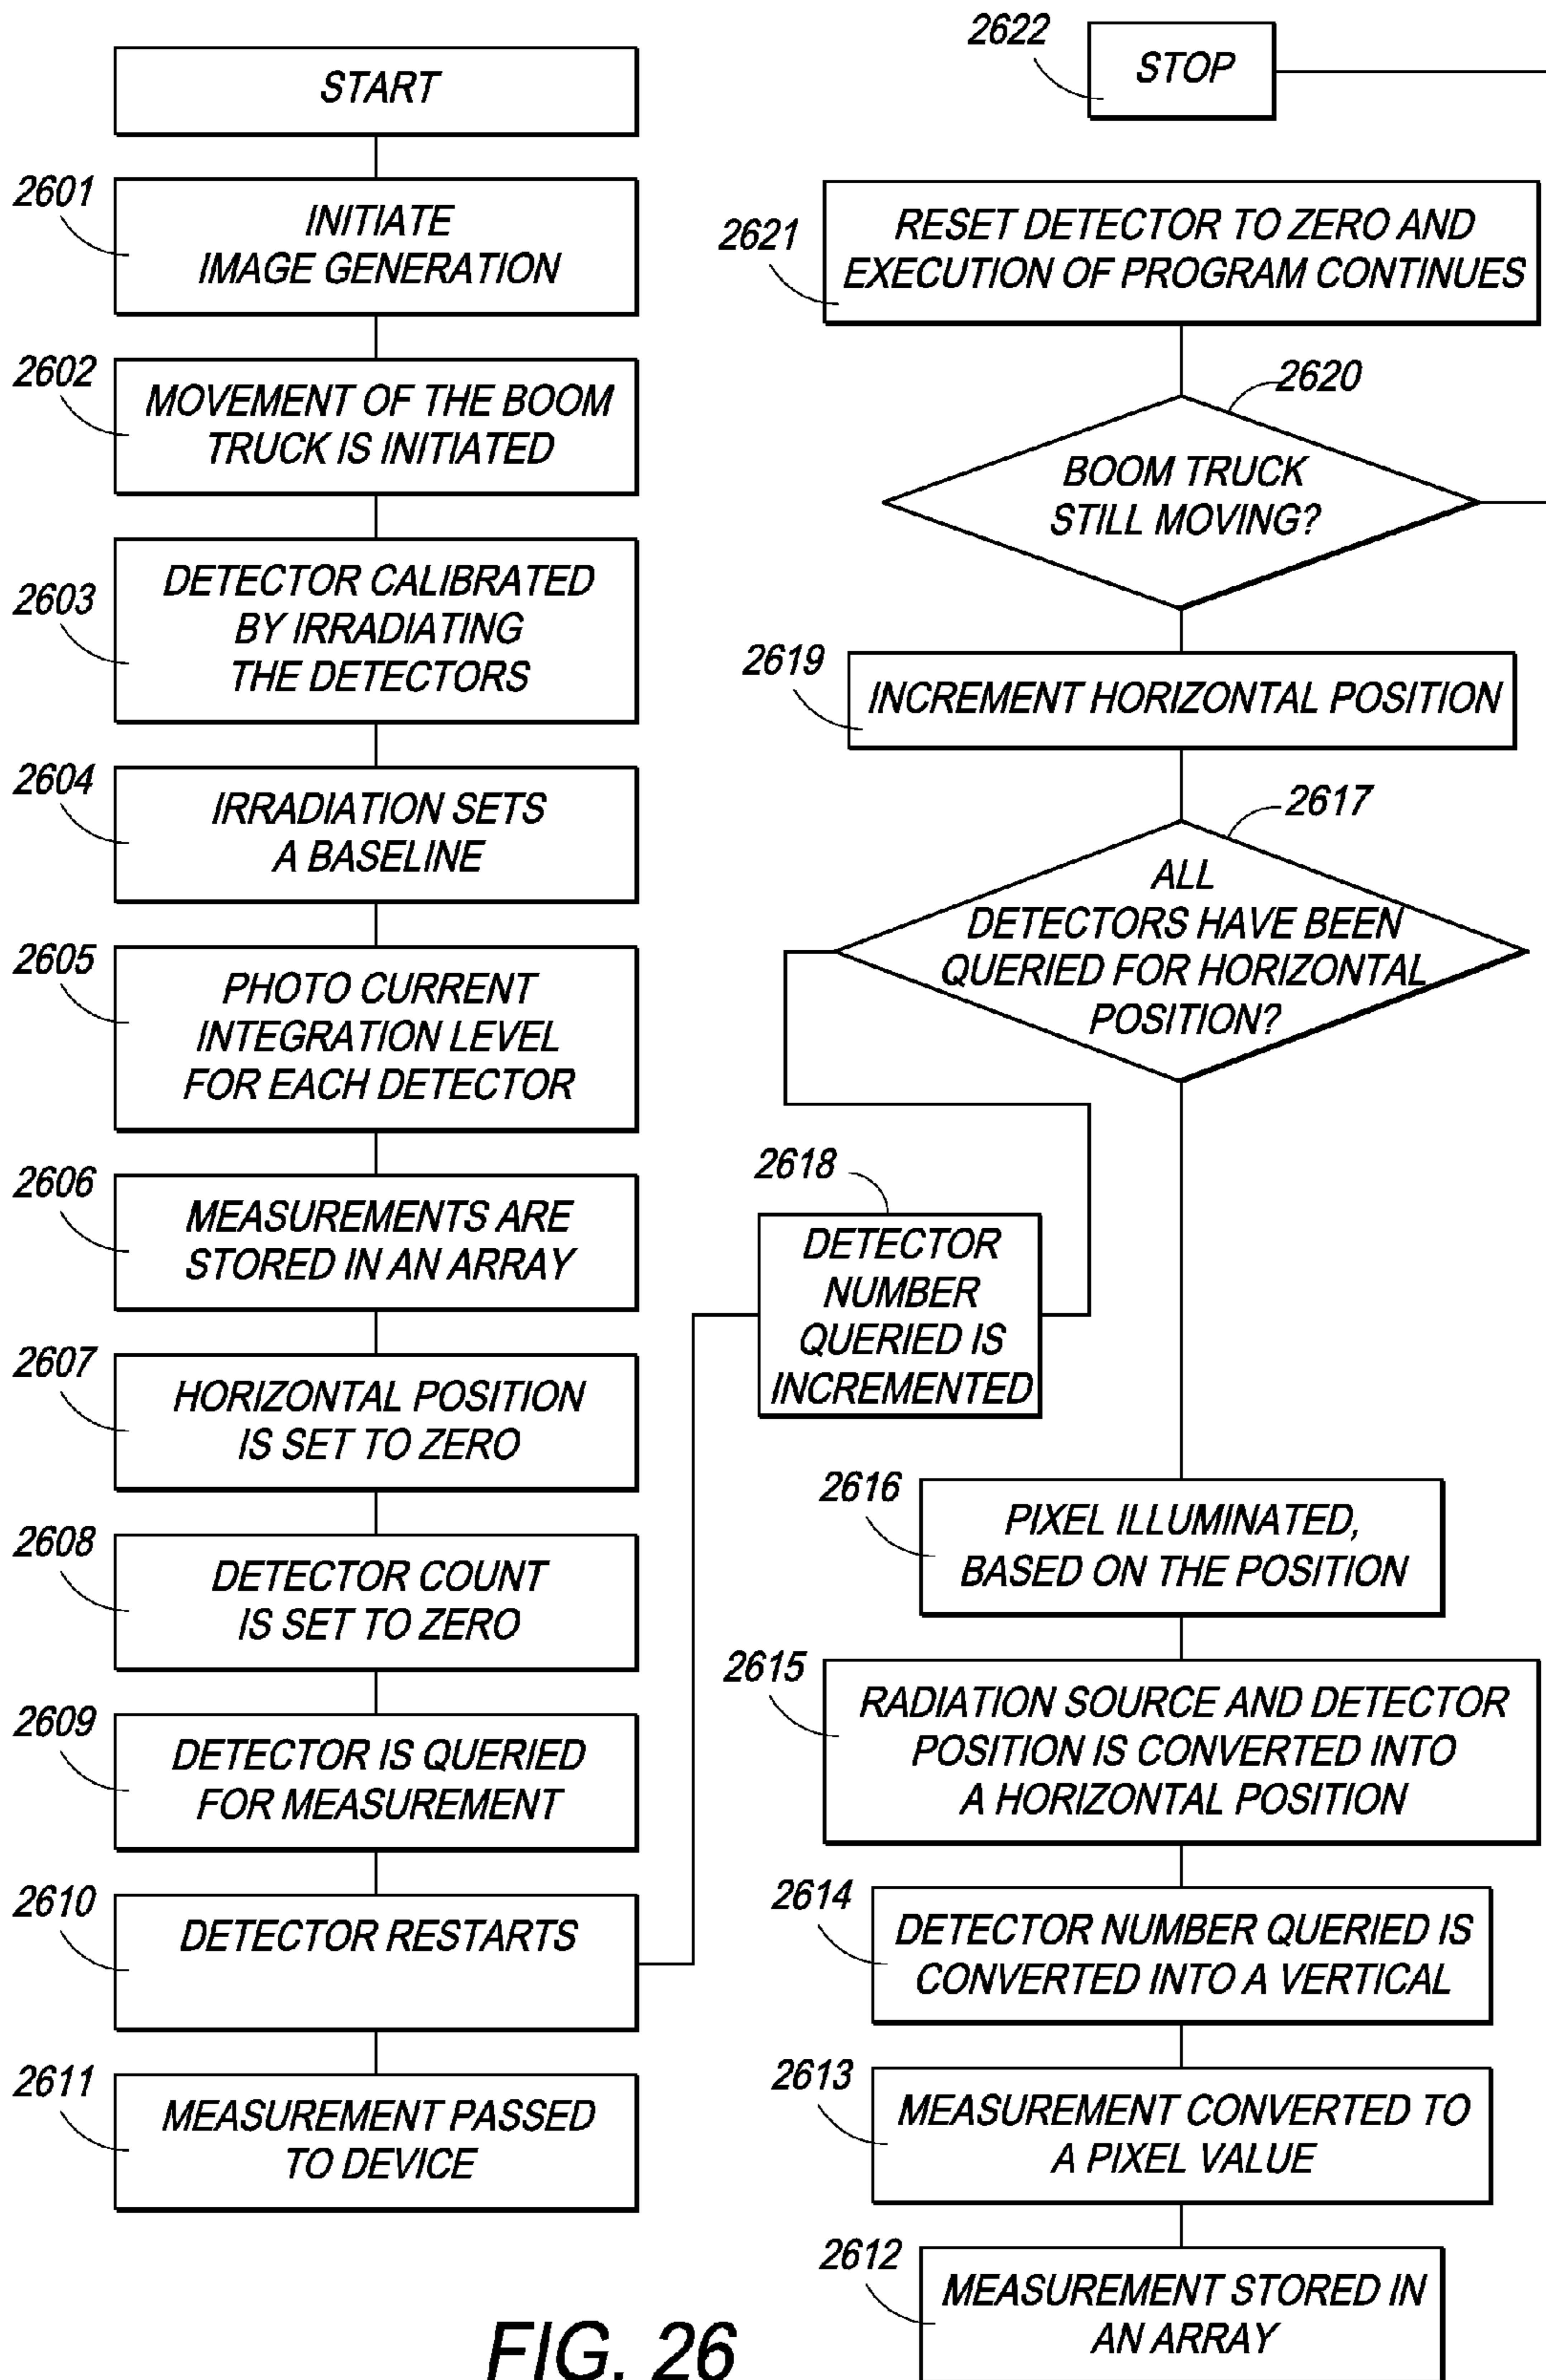 START
2601
INITIATE
IMAGE GENERATION
2602
MOVEMENT OF THE BOOM
TRUCK IS INITIATED
2603
DETECTOR CALIBRATED
BY IRRADIATING
THE DETECTORS
2604
IRRADIATION SETS
A BASELINE
2605
PHOTO CURRENT
INTEGRATION LEVEL
FOR EACH DETECTOR
2606
MEASUREMENTS ARE
STORED IN AN ARRAY
2607
HORIZONTAL POSITION
IS SET TO ZERO
2608
DETECTOR COUNT
IS SET TO ZERO
2609
DETECTOR IS QUERIED
FOR MEASUREMENT
2610
DETECTOR RESTARTS
2611
MEASUREMENT PASSED
TO DEVICE
2622
STOP
2621
RESET DETECTOR TO ZERO AND
EXECUTION OF PROGRAM CONTINUES
2620
BOOM TRUCK
STILL MOVING?
2619
INCREMENT HORIZONTAL POSITION
2617
ALL
DETECTORS HAVE BEEN
QUERIED FOR HORIZONTAL
POSITION?
2618
DETECTOR
NUMBER
QUERIED IS
INCREMENTED
2616
PIXEL ILLUMINATED,
BASED ON THE POSITION
2615
RADIATION SOURCE AND DETECTOR
POSITION IS CONVERTED INTO
A HORIZONTAL POSITION
2614
DETECTOR NUMBER QUERIED IS
CONVERTED INTO A VERTICAL
2613
MEASUREMENT CONVERTED TO
A PIXEL VALUE
2612
MEASUREMENT STORED IN
AN ARRAY
FIG. 26